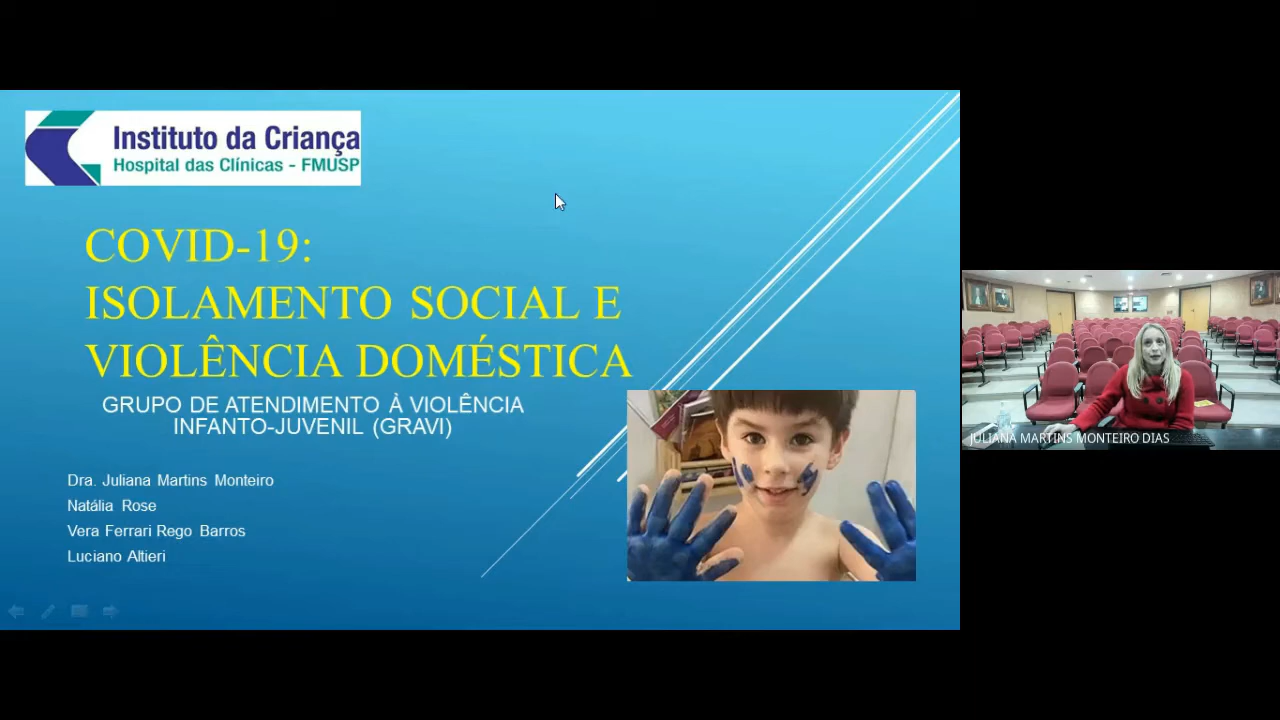 Instituto da Criança
Hospital das Clínicas - FMUSP
COVID-19:
ISOLAMENTO SOCIAL E
VIOLÊNCIA DOMÉSTICA
GRUPO DE ATENDIMENTO À VIOLÊNCIA
INFANTO-JUVENIL (GRAVI)
Dra. Juliana Martins Monteiro
Natália Rose
Vera Ferrari Rego Barros
Luciano Altieri
JULIANA MARTINS MONTEIRO DIAS